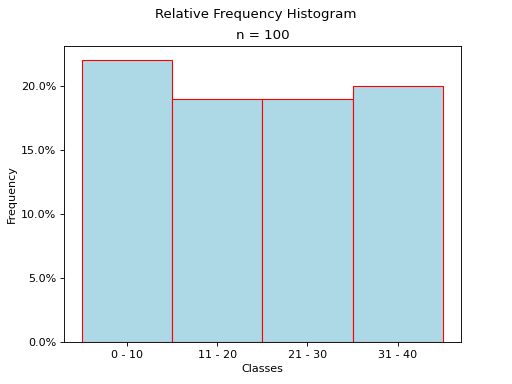 Relative Frequency Histogram
n = 100
20.0%
15.0%
10.0%
5.0%
0.0%
Frequency
0 - 10 11 - 20 21 - 30 31 - 40
Classes